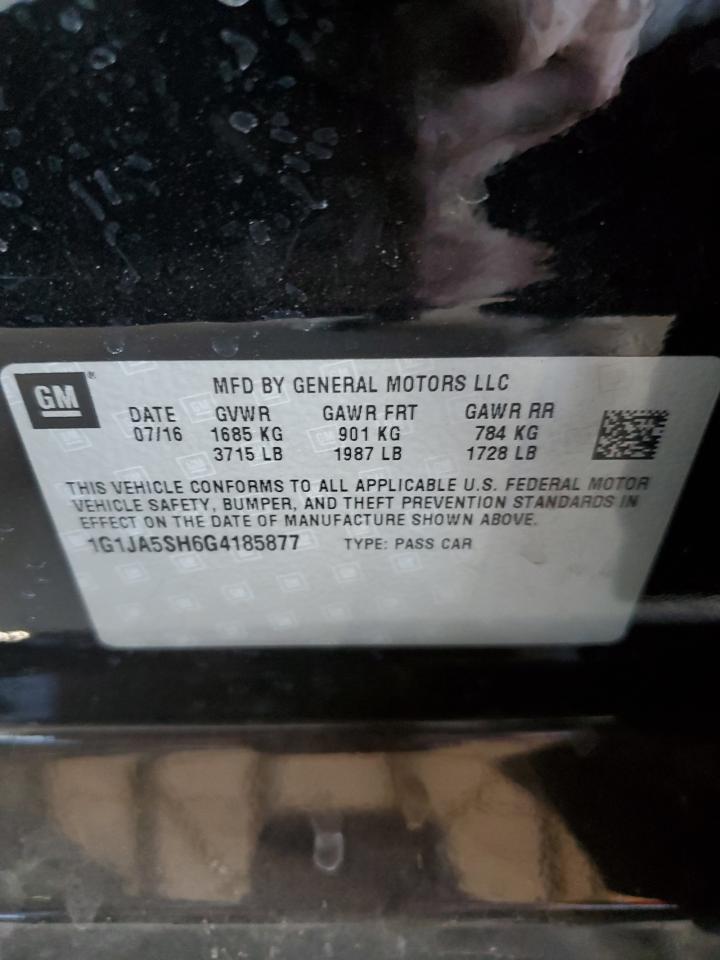 GM®
MFD BY GENERAL MOTORS LLC
DATE GVWR GAWR FRT GAWR RR
07/16 1685 KG 901 KG 784 KG
3715 LB 1987 LB 1728 LB
THIS VEHICLE CONFORMS TO ALL APPLICABLE U.S. FEDERAL MOTOR
VEHICLE SAFETY, BUMPER, AND THEFT PREVENTION STANDARDS IN
EFFECT ON THE DATE OF MANUFACTURE SHOWN ABOVE.
1G1JA5SH6G4185877 TYPE: PASS CAR